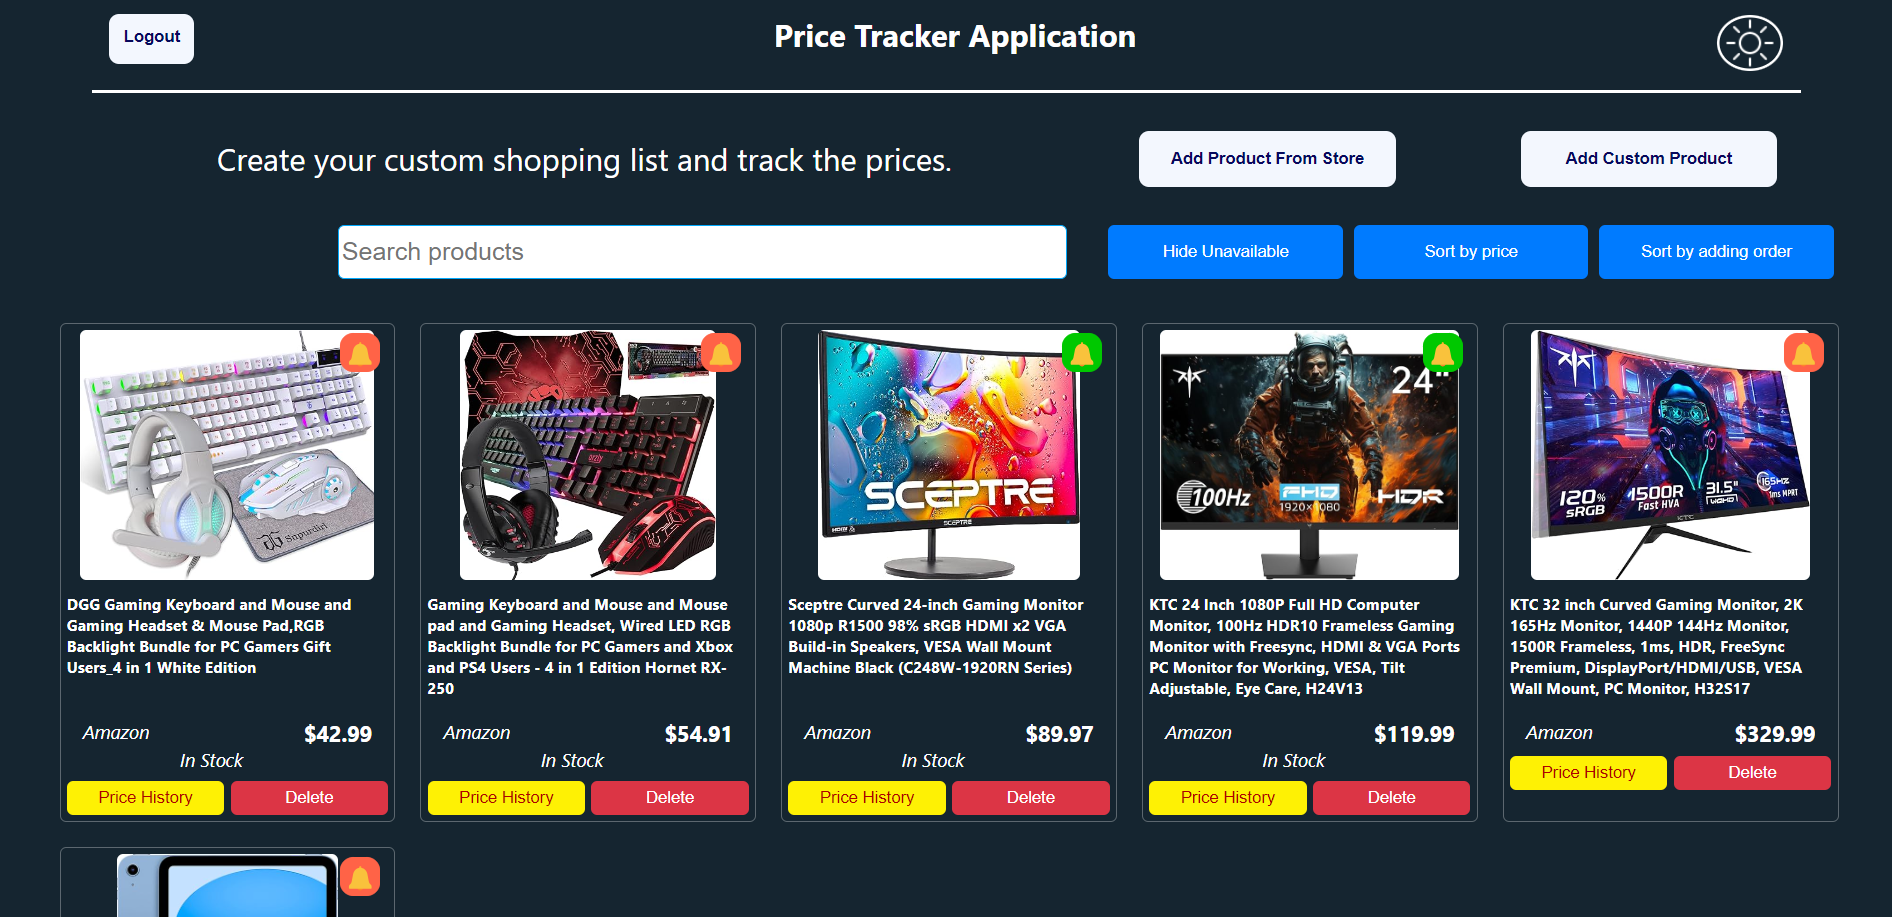 Logout
Price Tracker Application
Create your custom shopping list and track the prices.
Add Product From Store
Add Custom Product
Search products
Hide Unavailable
Sort by price
Sort by adding order
Snpurdiri
DGG Gaming Keyboard and Mouse and
Gaming Headset & Mouse Pad,RGB
Backlight Bundle for PC Gamers Gift
Users_4 in 1 White Edition
Amazon
$42.99
In Stock
Price History
Delete
Gaming Keyboard and Mouse and Mouse
pad and Gaming Headset, Wired LED RGB
Backlight Bundle for PC Gamers and Xbox
and PS4 Users - 4 in 1 Edition Hornet RX-
250
Amazon
$54.91
In Stock
Price History
Delete
SCEPTRE
HDMI
SCEPTRE
Sceptre Curved 24-inch Gaming Monitor
1080p R1500 98% sRGB HDMI x2 VGA
Build-in Speakers, VESA Wall Mount
Machine Black (C248W-1920RN Series)
Amazon
$89.97
In Stock
Price History
Delete
24"
100Hz
FHD
1920×1080
HDR
KTC 24 Inch 1080P Full HD Computer
Monitor, 100Hz HDR10 Frameless Gaming
Monitor with Freesync, HDMI & VGA Ports
PC Monitor for Working, VESA, Tilt
Adjustable, Eye Care, H24V13
Amazon
$119.99
In Stock
Price History
Delete
120%
sRGB
1500R
Fast HVA
31.5"
WQHD
165Hz
1ms MPRT
KTC
KTC 32 inch Curved Gaming Monitor, 2K
165Hz Monitor, 1440P 144Hz Monitor,
1500R Frameless, 1ms, HDR, FreeSync
Premium, DisplayPort/HDMI/USB, VESA
Wall Mount, PC Monitor, H32S17
Amazon
$329.99
Price History
Delete